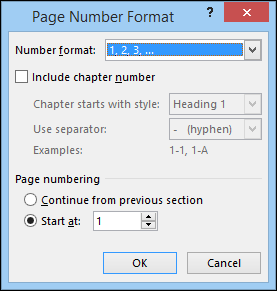 Page Number Format ? ×
Number format: 1, 2, 3, ...
Include chapter number
Chapter starts with style: Heading 1
Use separator: - (hyphen)
Examples: 1-1, 1-A
Page numbering
Continue from previous section
Start at: 1
OK Cancel